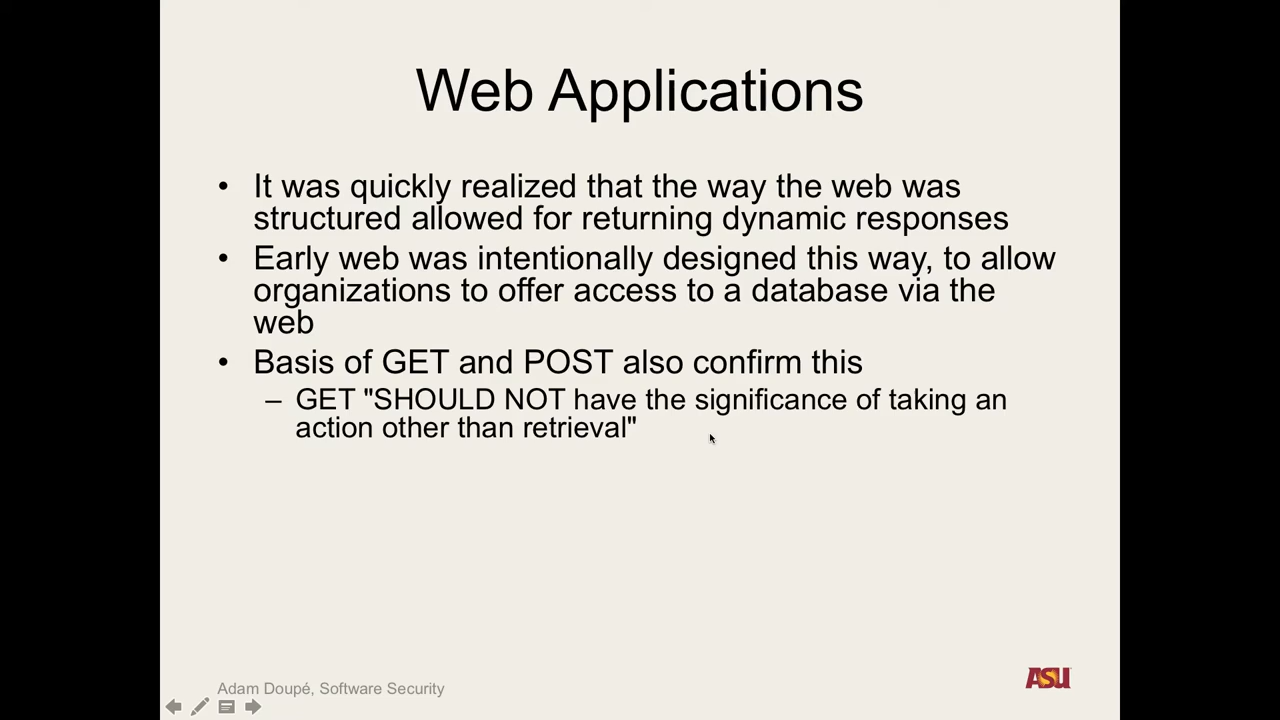 Web Applications
• It was quickly realized that the way the web was
structured allowed for returning dynamic responses
• Early web was intentionally designed this way, to allow
organizations to offer access to a database via the
web
• Basis of GET and POST also confirm this
– GET "SHOULD NOT have the significance of taking an
action other than retrieval"
Adam Doupé, Software Security
ASU